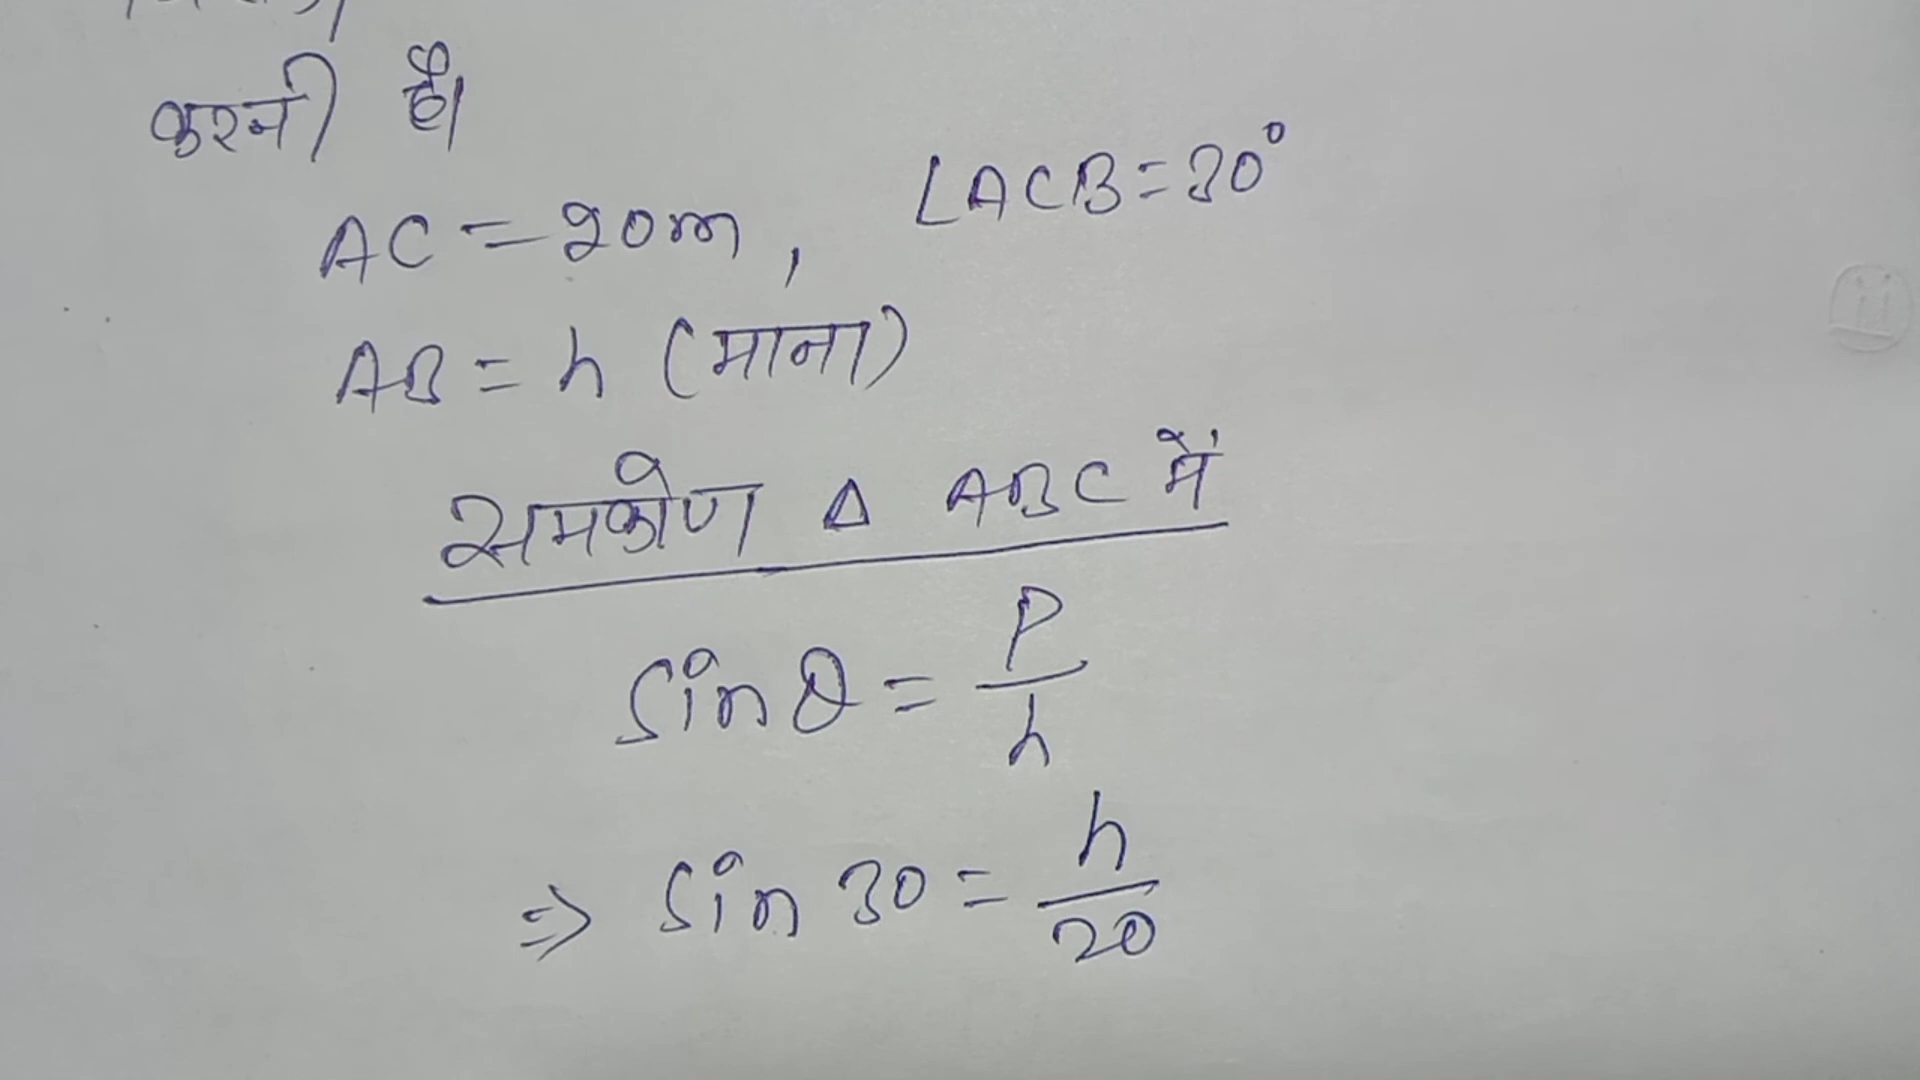 करनी है।
AC = 20m, ∠ACB = 30°
AB = h (माना)
समकोण Δ ABC में
sin θ = P/h
⇒ sin 30 = h/20